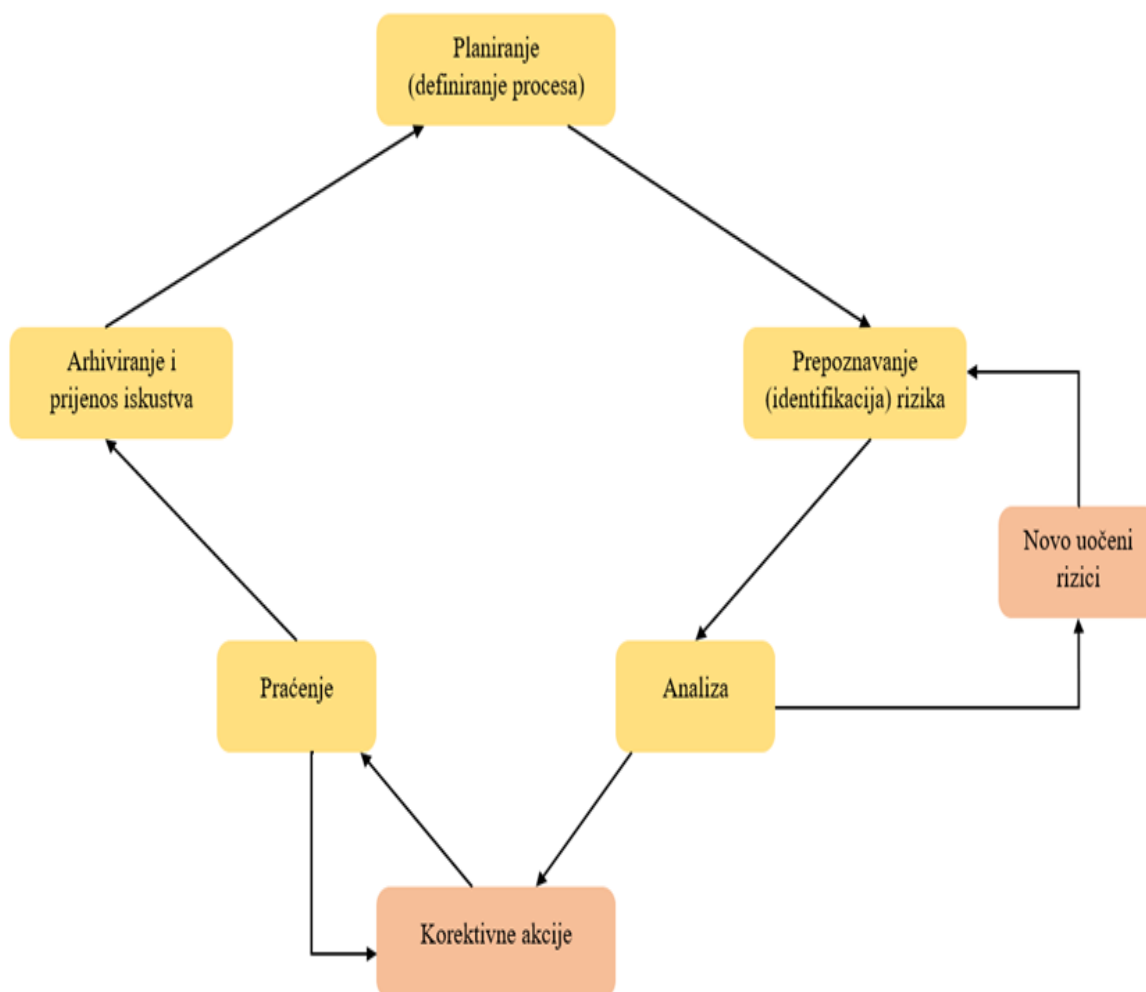 Planiranje
(definiranje procesa)
Arhiviranje i
prijenos iskustva
Prepoznavanje
(identifikacija) rizika
Novo uočeni
rizici
Praćenje
Analiza
Korektivne akcije